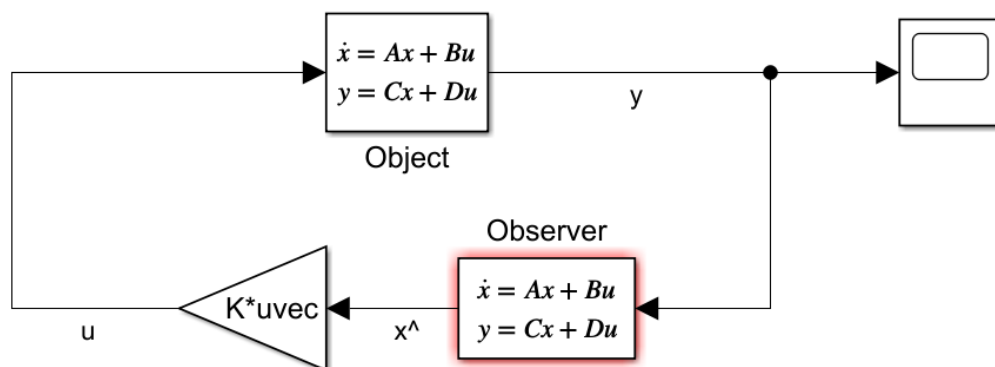 ẋ = Ax + Bu
y = Cx + Du
y
Object
Observer
ẋ = Ax + Bu
y = Cx + Du
K*uvec
x^
u